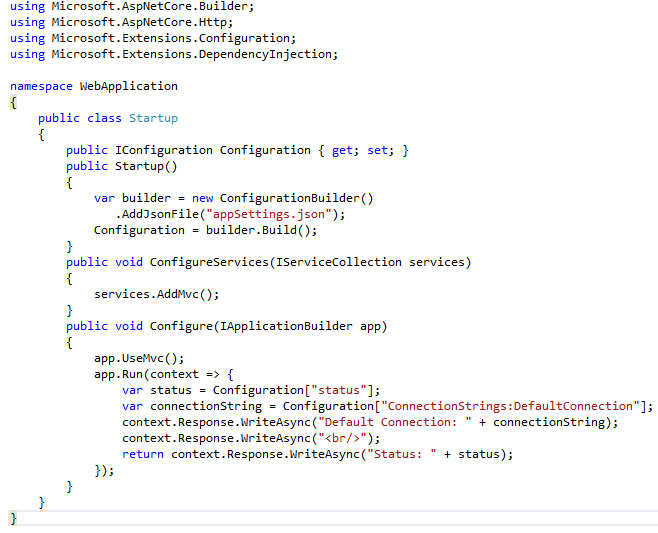 using Microsoft.AspNetCore.Builder;
using Microsoft.AspNetCore.Http;
using Microsoft.Extensions.Configuration;
using Microsoft.Extensions.DependencyInjection;

namespace WebApplication
{
    public class Startup
    {
        public IConfiguration Configuration { get; set; }
        public Startup()
        {
            var builder = new ConfigurationBuilder()
               .AddJsonFile("appSettings.json");
            Configuration = builder.Build();
        }
        public void ConfigureServices(IServiceCollection services)
        {
            services.AddMvc();
        }
        public void Configure(IApplicationBuilder app)
        {
            app.UseMvc();
            app.Run(context => {
                var status = Configuration["status"];
                var connectionString = Configuration["ConnectionStrings:DefaultConnection"];
                context.Response.WriteAsync("Default Connection: " + connectionString);
                context.Response.WriteAsync("<br/>");
                return context.Response.WriteAsync("Status: " + status);
            });
        }
    }
}